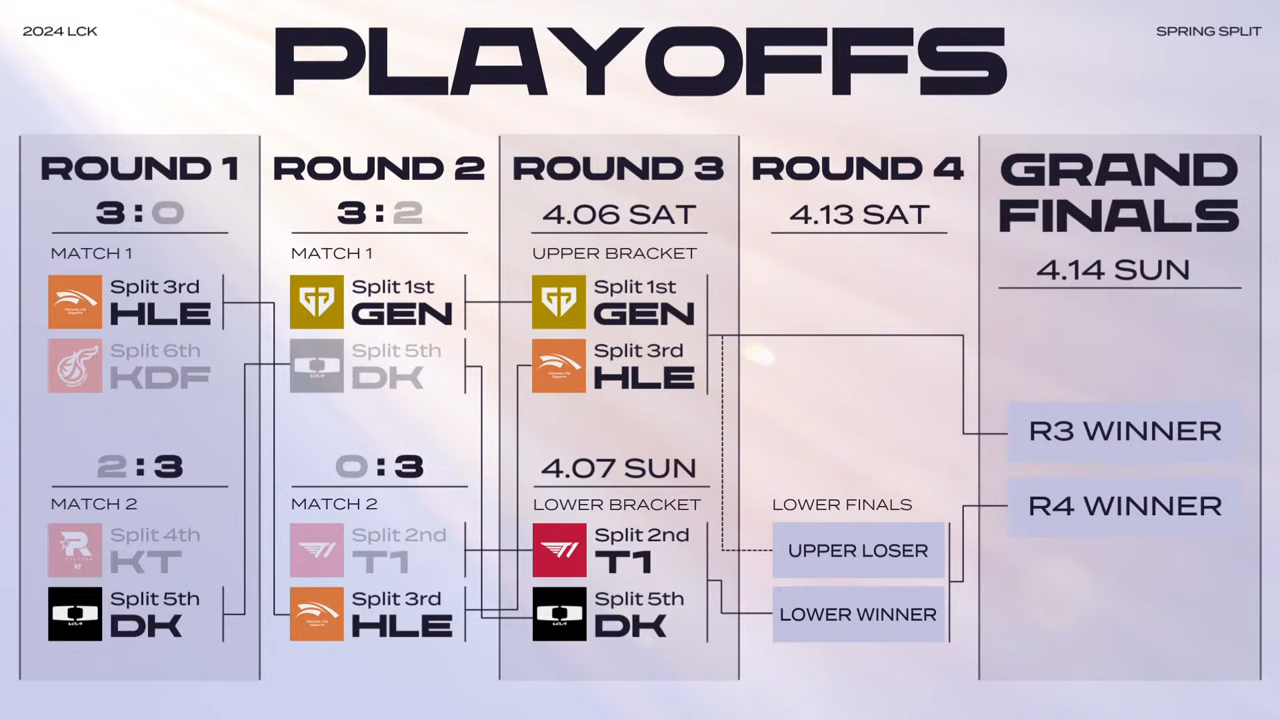 2024 LCK
PLAYOFFS
SPRING SPLIT
ROUND 1
3:0
MATCH 1
Split 3rd
HLE
Split 6th
KDF
2:3
MATCH 2
Split 4th
KT
Split 5th
DK
ROUND 2
3:2
MATCH 1
Split 1st
GEN
Split 5th
DK
0:3
MATCH 2
Split 2nd
T1
Split 3rd
HLE
ROUND 3
4.06 SAT
UPPER BRACKET
Split 1st
GEN
Split 3rd
HLE
4.07 SUN
LOWER BRACKET
Split 2nd
T1
Split 5th
DK
ROUND 4
4.13 SAT
LOWER FINALS
UPPER LOSER
LOWER WINNER
GRAND
FINALS
4.14 SUN
R3 WINNER
R4 WINNER